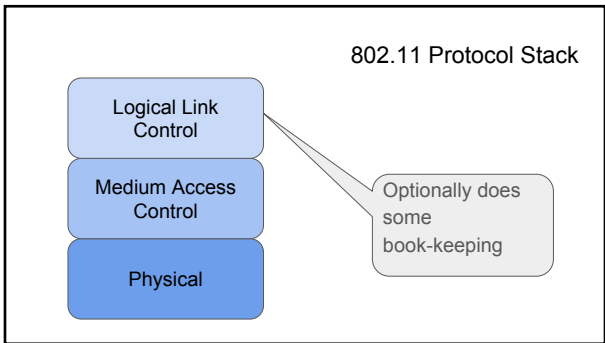 802.11 Protocol Stack
Logical Link
Control
Medium Access
Control
Physical
Optionally does
some
book-keeping